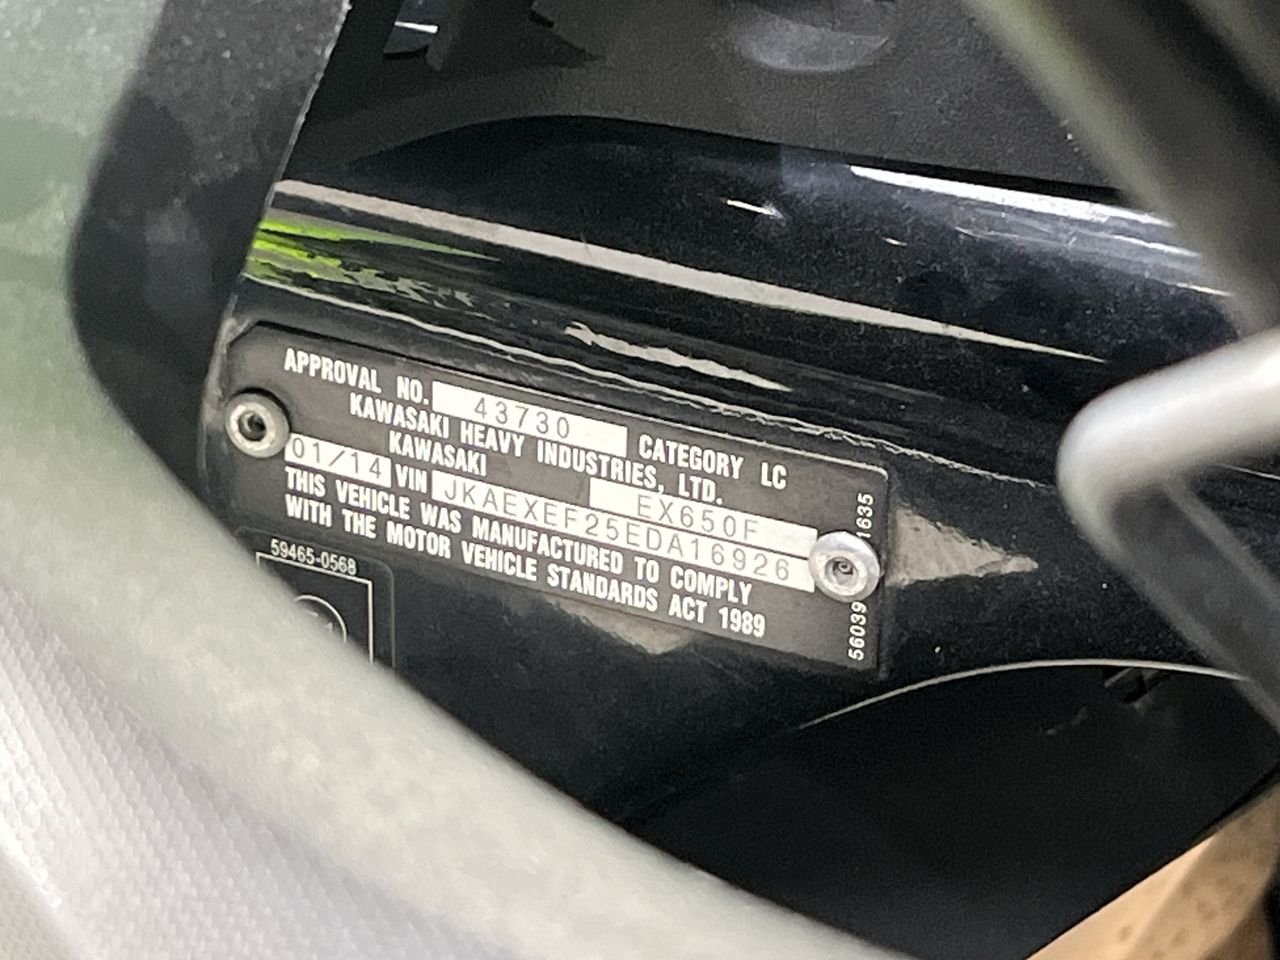 APPROVAL NO. 43730 CATEGORY LC
KAWASAKI HEAVY INDUSTRIES, LTD.
KAWASAKI EX650F
01/14 VIN JKAEXEF25EDA16926
THIS VEHICLE WAS MANUFACTURED TO COMPLY
WITH THE MOTOR VEHICLE STANDARDS ACT 1989
56039 1635
59465-0568